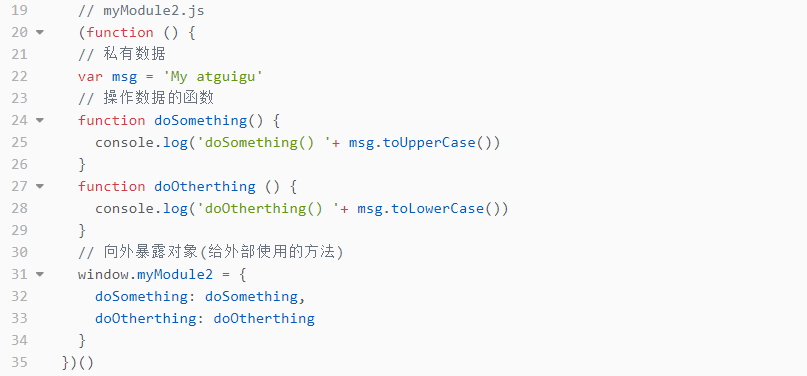 19 // myModule2.js
20 (function () {
21 // 私有数据
22 var msg = 'My atguigu'
23 // 操作数据的函数
24 function doSomething() {
25 console.log('doSomething() '+ msg.toUpperCase())
26 }
27 function doOtherthing () {
28 console.log('doOtherthing() '+ msg.toLowerCase())
29 }
30 // 向外暴露对象(给外部使用的方法)
31 window.myModule2 = {
32 doSomething: doSomething,
33 doOtherthing: doOtherthing
34 }
35 })()